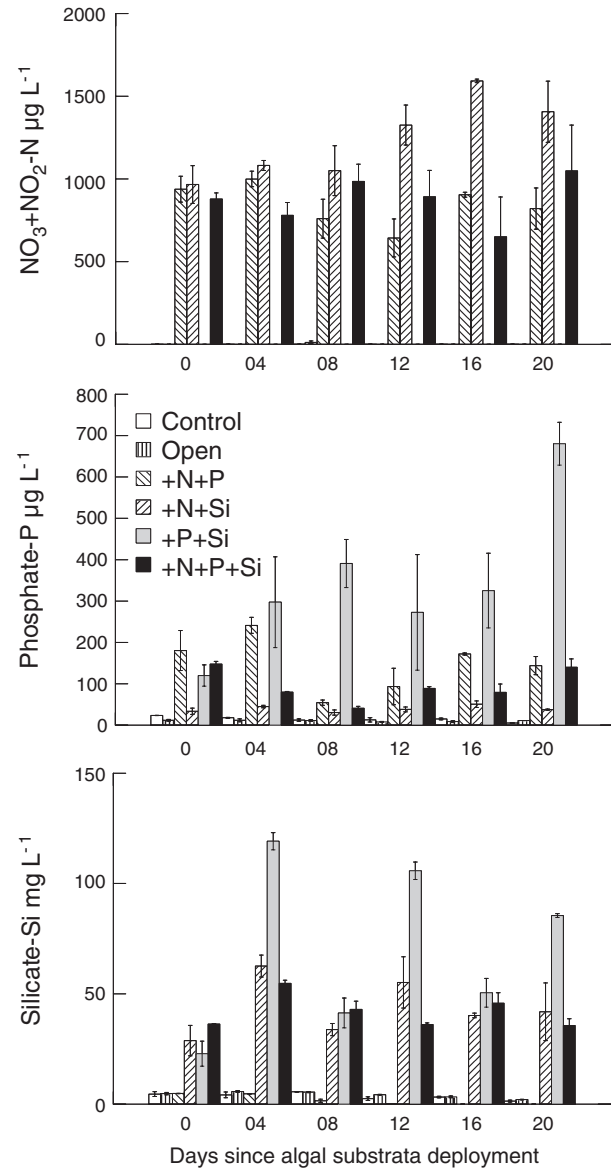 2000
1500
1000
500
0
NO3+NO2-N µg L-1
0 04 08 12 16 20
800
700
600
500
400
300
200
100
0
Phosphate-P µg L-1
Control
Open
+N+P
+N+Si
+P+Si
+N+P+Si
0 04 08 12 16 20
150
100
50
0
Silicate-Si mg L-1
0 04 08 12 16 20
Days since algal substrata deployment